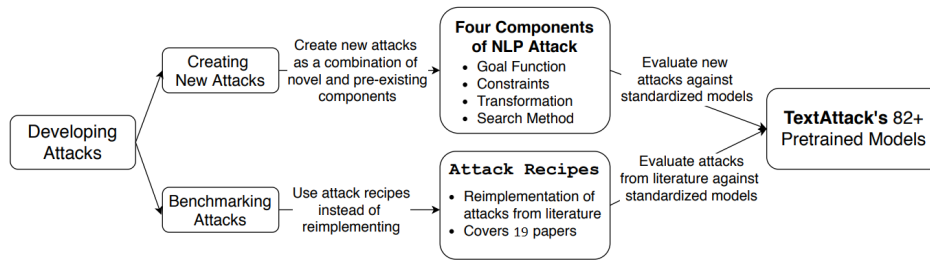 Developing
Attacks
Creating
New Attacks
Create new attacks
as a combination of
novel and pre-existing
components
Four Components
of NLP Attack
• Goal Function
• Constraints
• Transformation
• Search Method
Evaluate new
attacks against
standardized models
Benchmarking
Attacks
Use attack recipes
instead of
reimplementing
Attack Recipes
• Reimplementation of
attacks from literature
• Covers 19 papers
Evaluate attacks
from literature against
standardized models
TextAttack's 82+
Pretrained Models